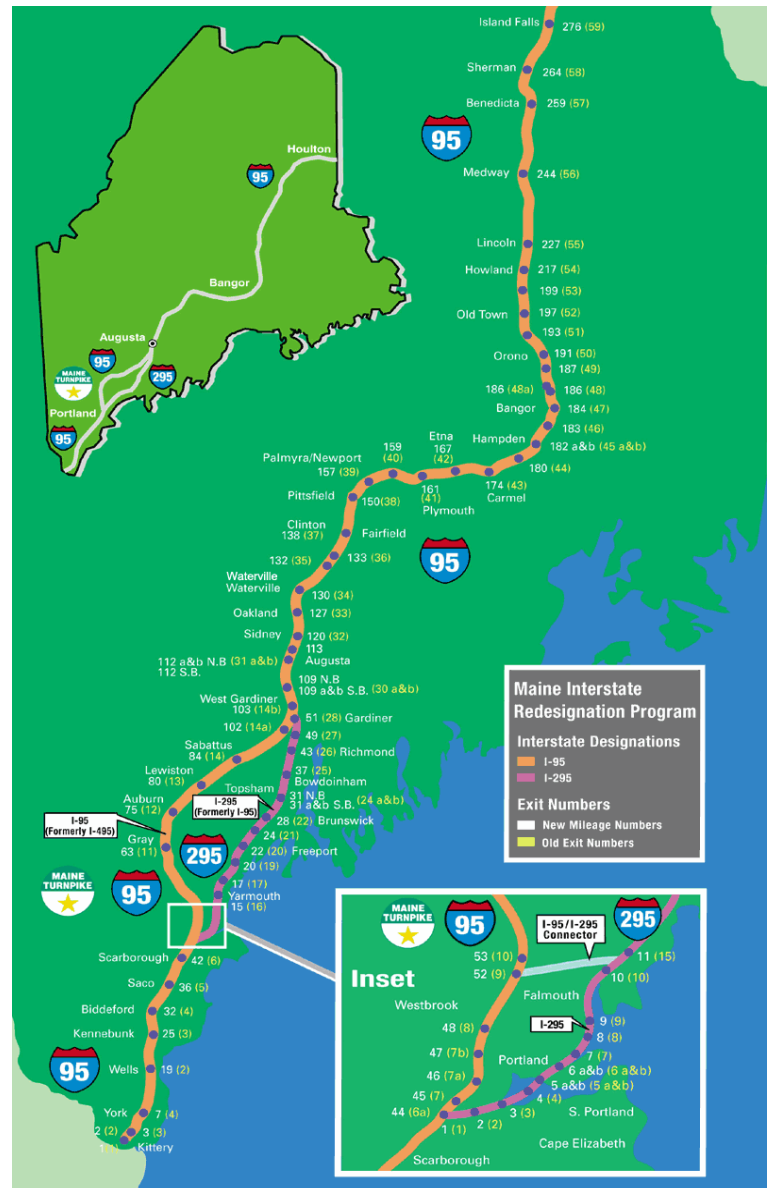 Island Falls
276 (59)
Sherman
264 (58)
Benedicta
259 (57)
95
Houlton
95
Medway
244 (56)
Lincoln
227 (55)
Howland
217 (54)
199 (53)
Old Town
197 (52)
193 (51)
Bangor
Augusta
95
295
MAINE
TURNPIKE
Portland
95
Orono
191 (50)
187 (49)
186 (48a)
186 (48)
Bangor
184 (47)
183 (46)
Hampden
182 a&b (45 a&b)
180 (44)
Etna
167
(42)
159
(40)
Palmyra/Newport
157 (39)
161
(41)
Plymouth
174 (43)
Carmel
Pittsfield
150(38)
Clinton
138 (37)
Fairfield
95
132 (35)
133 (36)
Waterville
Waterville
130 (34)
Oakland
127 (33)
Sidney
120 (32)
113
Augusta
112 a&b N.B (31 a&b)
112 S.B.
109 N.B
109 a&b S.B. (30 a&b)
West Gardiner
103 (14b)
51 (28) Gardiner
102 (14a)
49 (27)
43 (26) Richmond
Sabattus
84 (14)
37 (25)
Bowdoinham
Lewiston
80 (13)
Topsham
31 N.B
31 a&b S.B. (24 a&b)
Auburn
75 (12)
I-295
(Formerly I-95)
28 (22) Brunswick
I-95
(Formerly I-495)
24 (21)
Gray
63 (11)
295
22 (20) Freeport
20 (19)
17 (17)
Yarmouth
15 (16)
MAINE
TURNPIKE
95
Scarborough
42 (6)
Saco
36 (5)
Biddeford
32 (4)
Kennebunk
25 (3)
95
Wells
19 (2)
York
7 (4)
2 (2)
3 (3)
Kittery
Maine Interstate
Redesignation Program
Interstate Designations
I-95
I-295
Exit Numbers
New Mileage Numbers
Old Exit Numbers
MAINE
TURNPIKE
95
I-95/I-295
Connector
295
53 (10)
52 (9)
11 (15)
10 (10)
Inset
Falmouth
Westbrook
I-295
9 (9)
8 (8)
48 (8)
47 (7b)
Portland
7 (7)
6 a&b (6 a&b)
46 (7a)
5 a&b (5 a&b)
45 (7)
4 (4)
44 (6a)
3 (3)
S. Portland
1 (1)
2 (2)
Cape Elizabeth
Scarborough